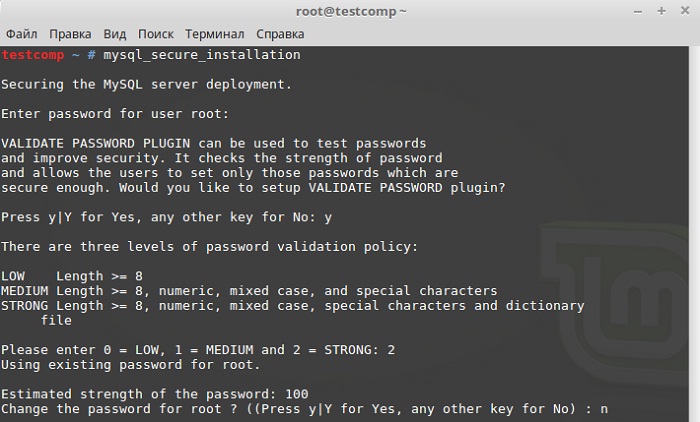 root@testcomp ~
Файл Правка Вид Поиск Терминал Справка
testcomp ~ # mysql_secure_installation
Securing the MySQL server deployment.
Enter password for user root:
VALIDATE PASSWORD PLUGIN can be used to test passwords
and improve security. It checks the strength of password
and allows the users to set only those passwords which are
secure enough. Would you like to setup VALIDATE PASSWORD plugin?
Press y|Y for Yes, any other key for No: y
There are three levels of password validation policy:
LOW    Length >= 8
MEDIUM Length >= 8, numeric, mixed case, and special characters
STRONG Length >= 8, numeric, mixed case, special characters and dictionary
file
Please enter 0 = LOW, 1 = MEDIUM and 2 = STRONG: 2
Using existing password for root.
Estimated strength of the password: 100
Change the password for root ? ((Press y|Y for Yes, any other key for No) : n